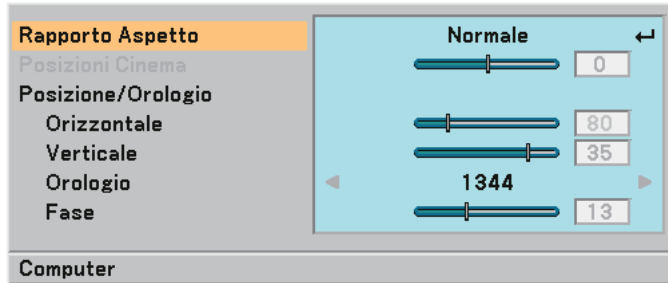 Rapporto Aspetto Normale
Posizioni Cinema 0
Posizione/Orologio
Orizzontale 80
Verticale 35
Orologio 1344
Fase 13
Computer